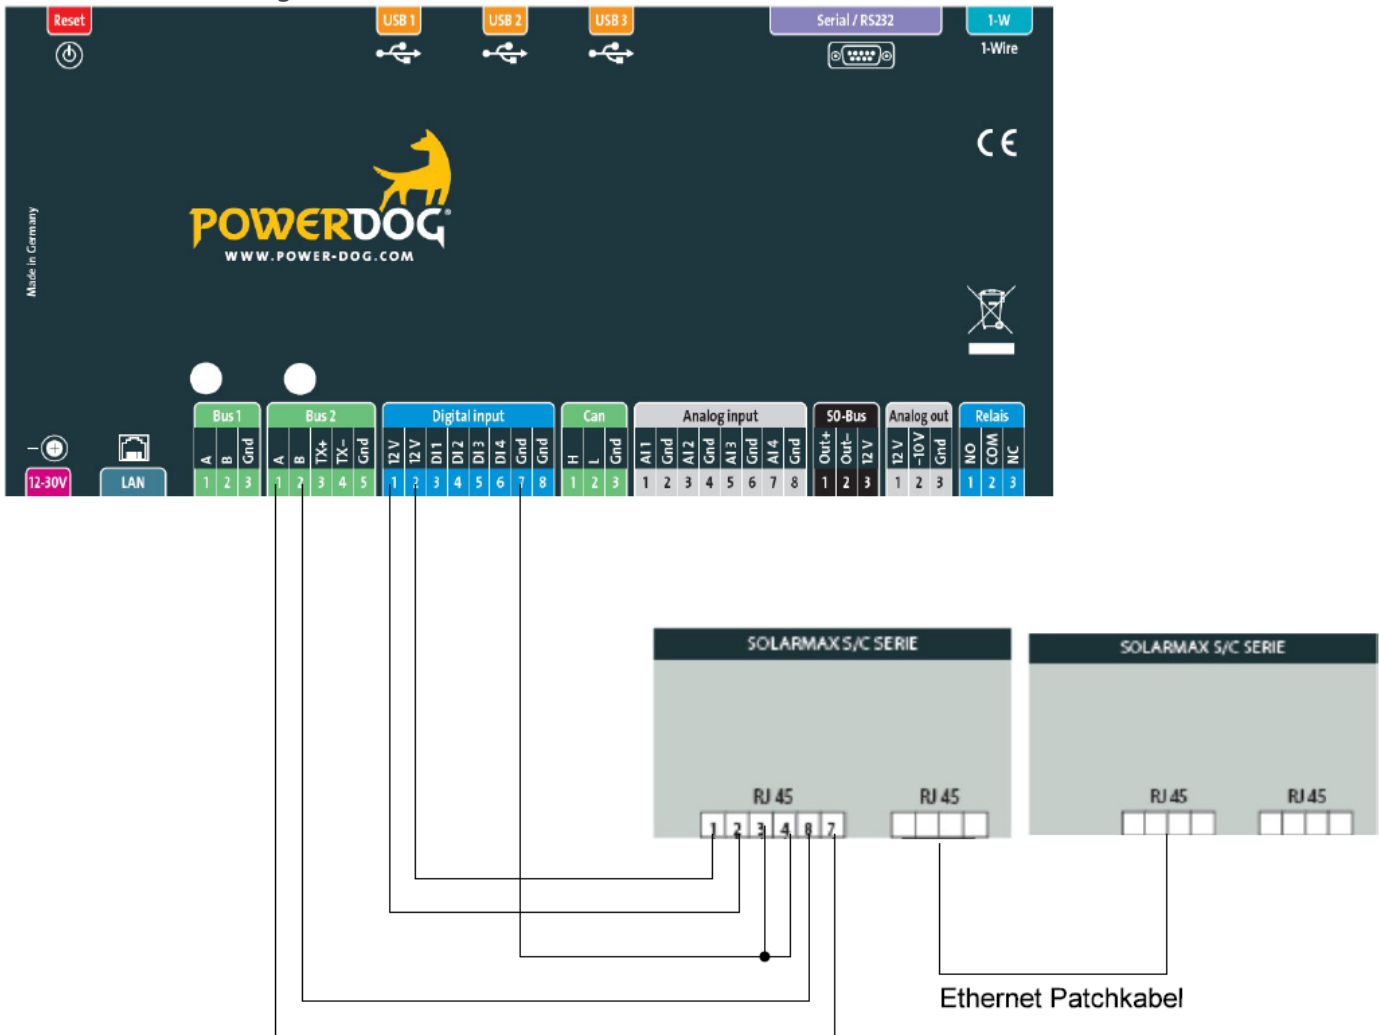 Reset
USB 1
USB 2
USB 3
Serial / RS232
1-W
1-Wire
CE
Made in Germany
POWERDOG®
WWW.POWER-DOG.COM
Bus 1
Bus 2
Digital input
Can
Analog input
S0-Bus
Analog out
Relais
A B Gnd
A B TX+ TX− Gnd
12 V 12 V DI 1 DI 2 DI 3 DI 4 Gnd Gnd
H L Gnd
AI 1 Gnd AI 2 Gnd AI 3 Gnd AI 4 Gnd
Out+ Out− 12 V
12 V −10 V Gnd
NO COM NC
12-30V
LAN
1 2 3
1 2 3 4 5
1 2 3 4 5 6 7 8
1 2 3
1 2 3 4 5 6 7 8
1 2 3
1 2 3
1 2 3
SOLARMAX S/C SERIE
SOLARMAX S/C SERIE
RJ 45
RJ 45
RJ 45
RJ 45
1 2 3 4 8 7
Ethernet Patchkabel